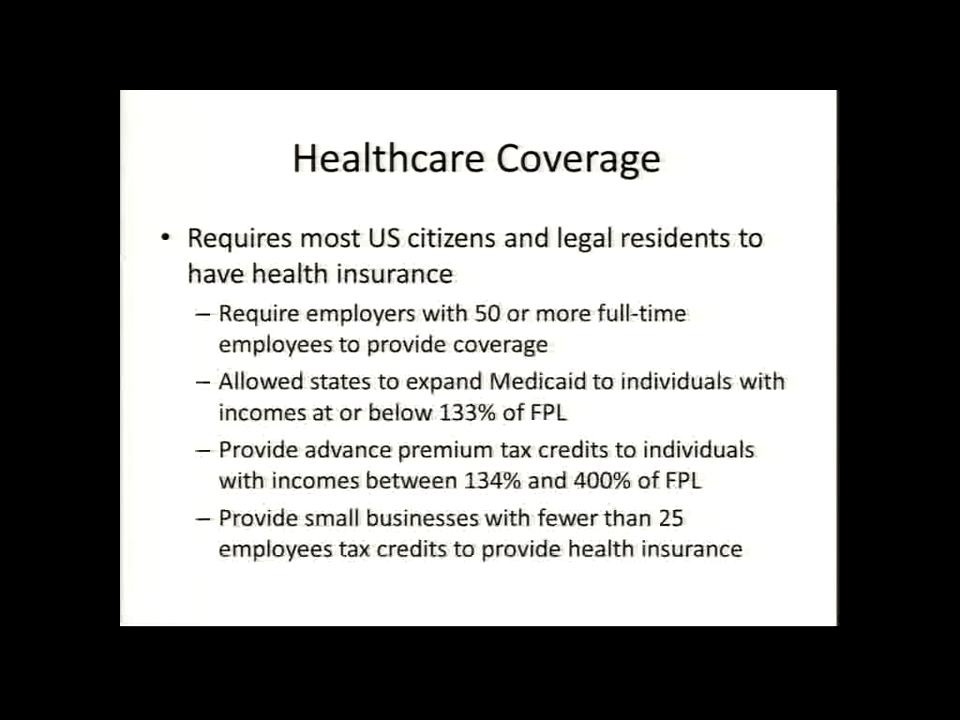 Healthcare Coverage
• Requires most US citizens and legal residents to
have health insurance
– Require employers with 50 or more full-time
employees to provide coverage
– Allowed states to expand Medicaid to individuals with
incomes at or below 133% of FPL
– Provide advance premium tax credits to individuals
with incomes between 134% and 400% of FPL
– Provide small businesses with fewer than 25
employees tax credits to provide health insurance